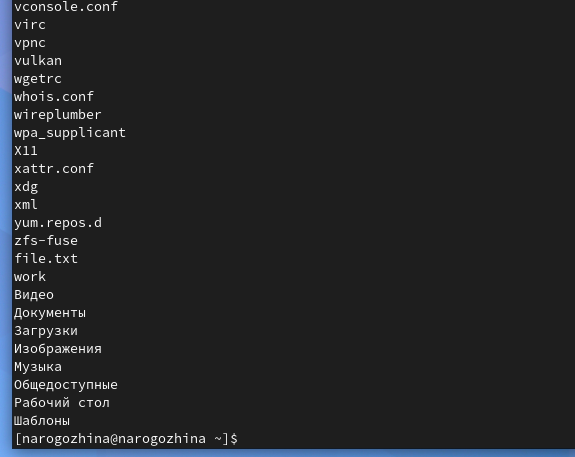 vconsole.conf
virc
vpnc
vulkan
wgetrc
whois.conf
wireplumber
wpa_supplicant
X11
xattr.conf
xdg
xml
yum.repos.d
zfs-fuse
file.txt
work
Видео
Документы
Загрузки
Изображения
Музыка
Общедоступные
Рабочий стол
Шаблоны
[narogozhina@narogozhina ~]$